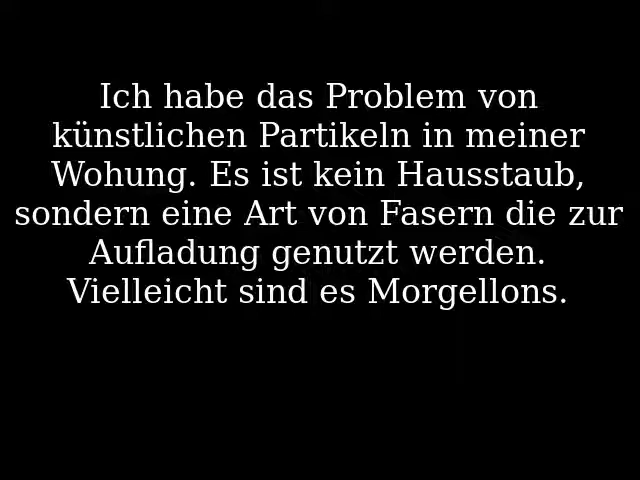 Ich habe das Problem von
künstlichen Partikeln in meiner
Wohung. Es ist kein Hausstaub,
sondern eine Art von Fasern die zur
Aufladung genutzt werden.
Vielleicht sind es Morgellons.